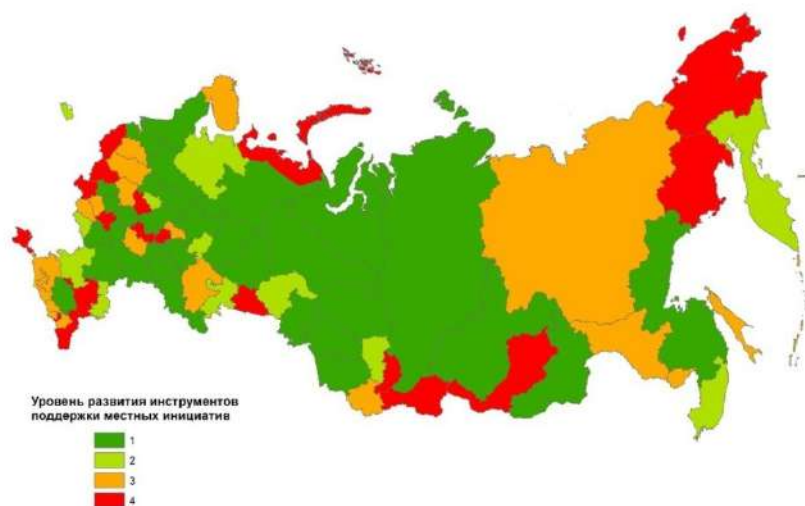 Уровень развития инструментов
поддержки местных инициатив
1
2
3
4